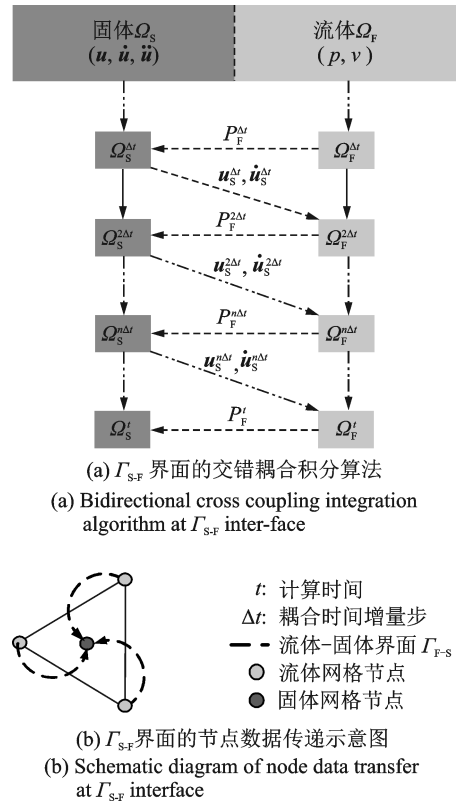 固体Ω_S 流体Ω_F
(u, u̇, ü) (p, v)
P_F^Δt
Ω_S^Δt Ω_F^Δt
u_S^Δt, u̇_S^Δt
P_F^2Δt
Ω_S^2Δt Ω_F^2Δt
u_S^2Δt, u̇_S^2Δt
P_F^nΔt
Ω_S^nΔt Ω_F^nΔt
u_S^nΔt, u̇_S^nΔt
P_F^t
Ω_S^t Ω_F^t
(a) Γ_S-F 界面的交错耦合积分算法
(a) Bidirectional cross coupling integration
algorithm at Γ_S-F inter-face
t: 计算时间
Δt: 耦合时间增量步
流体-固体界面 Γ_F-S
流体网格节点
固体网格节点
(b) Γ_S-F界面的节点数据传递示意图
(b) Schematic diagram of node data transfer
at Γ_S-F interface